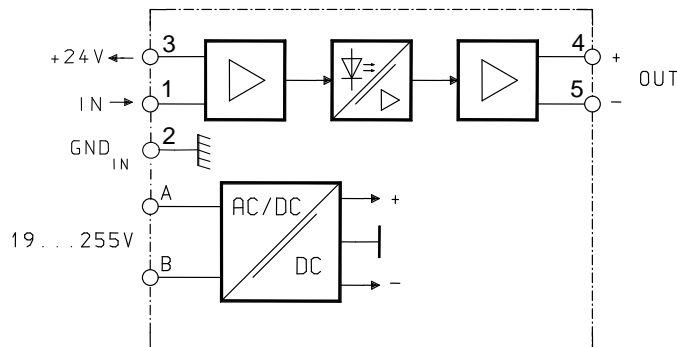 3
+24V
4
+
1
IN
OUT
5
−
2
GND IN
A
AC/DC
+
19...255V
B
DC
−